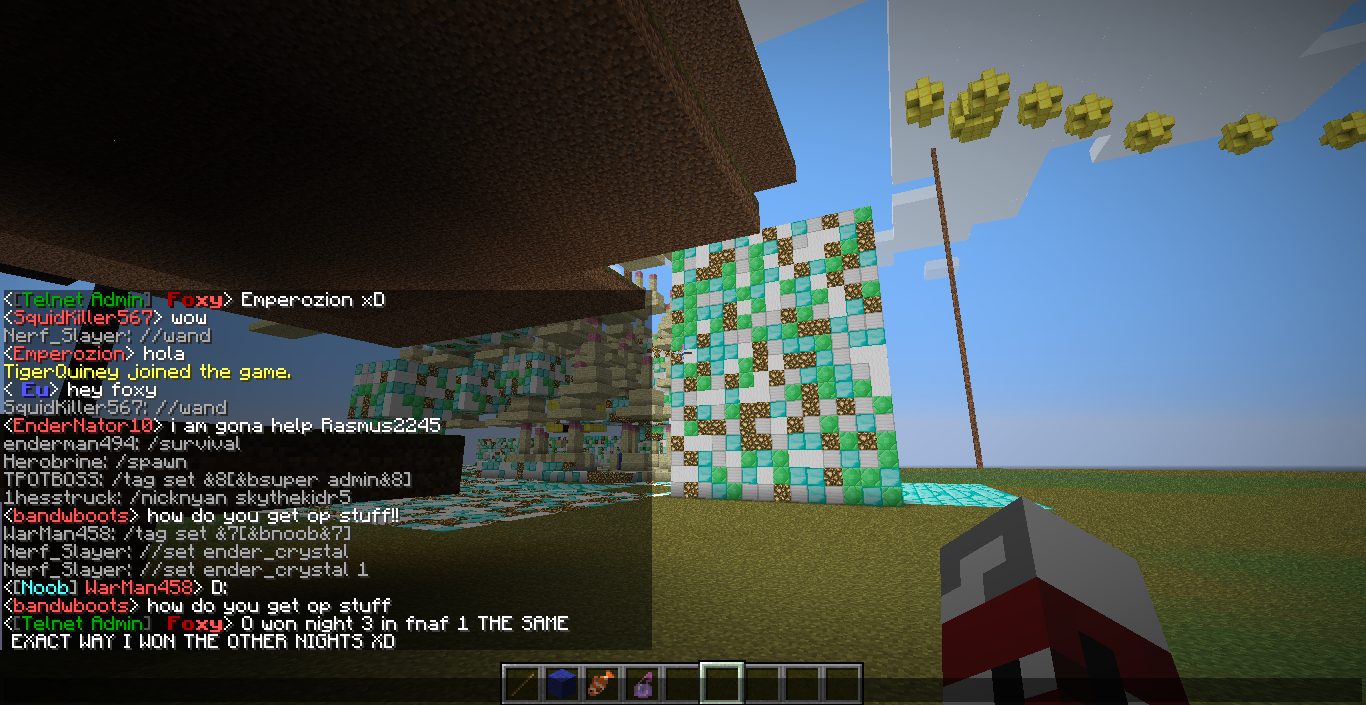 <[Telnet Admin] Foxy> Emperozion xD
<SquidKiller567> wow
Nerf_Slayer: //wand
<Emperozion> hola
TigerQuiney joined the game.
< Eu> hey foxy
SquidKiller567: //wand
<EnderNator10> i am gona help Rasmus2245
enderman494: /survival
Herobrine: /spawn
TPOTBOSS: /tag set &8[&bsuper admin&8]
1hesstruck: /nicknyan skythekidr5
<bandwboots> how do you get op stuff!!
WarMan458: /tag set &7[&bnoob&7]
Nerf_Slayer: //set ender_crystal
Nerf_Slayer: //set ender_crystal 1
<[Noob] WarMan458> D:
<bandwboots> how do you get op stuff
<[Telnet Admin] Foxy> O won night 3 in fnaf 1 THE SAME
EXACT WAY I WON THE OTHER NIGHTS XD